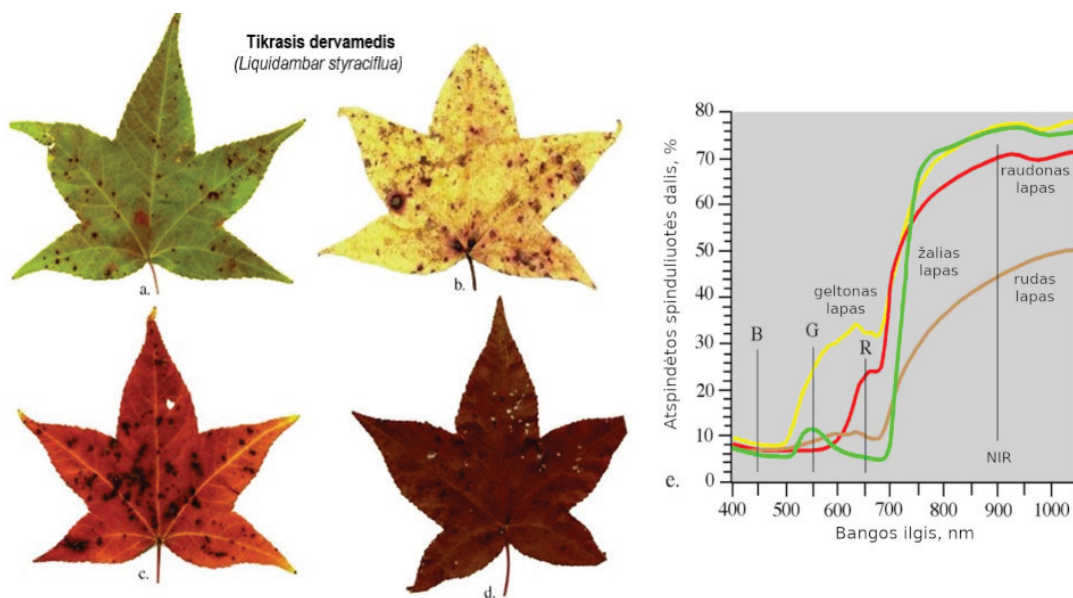 Tikrasis dervamedis
(Liquidambar styraciflua)
a.
b.
c.
d.
e.
Atspindėtos spinduliuotės dalis, %
80
70
60
50
40
30
20
10
0
B
G
R
NIR
geltonas
lapas
raudonas
lapas
žalias
lapas
rudas
lapas
400
500
600
700
800
900
1000
Bangos ilgis, nm